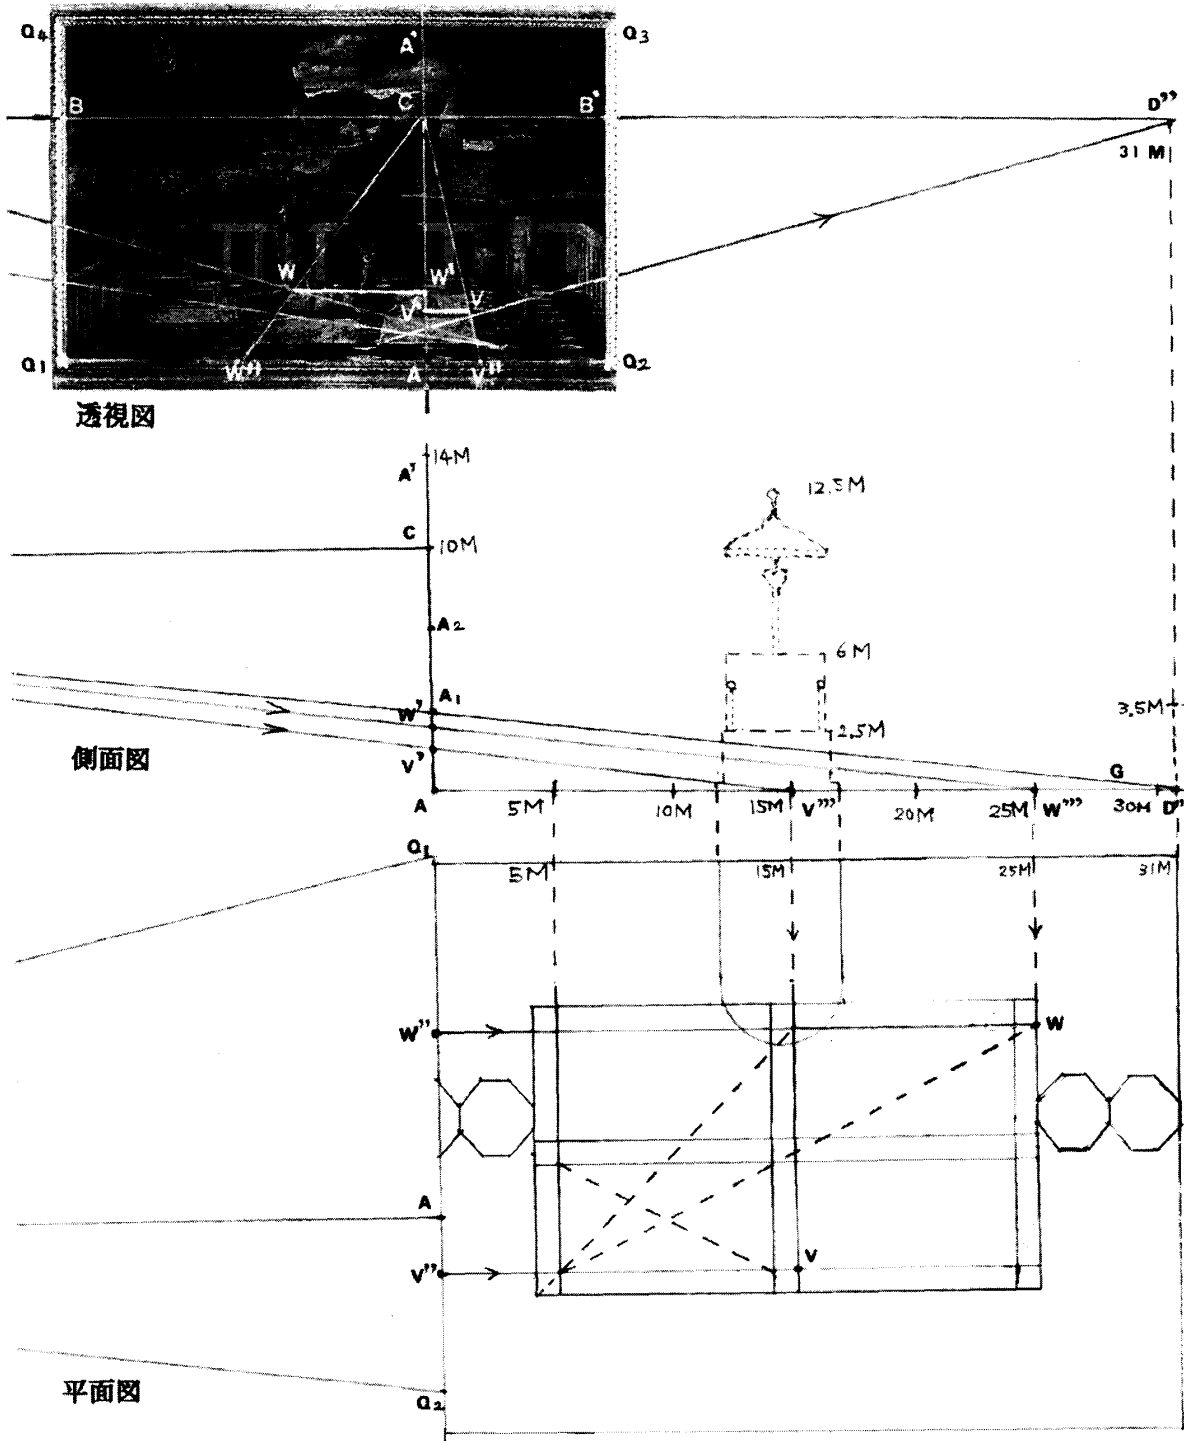 Q4
Q3
A'
B
C
B'
D''
31 M
W
W'
V'
V
Q1
Q2
W''
A
V''
透視図
14M
A'
C
10M
12.5M
A2
6M
A1
W'
2.5M
3.5M
側面図
V'
G
A
5M
10M
15M
V'''
20M
25M
W'''
30M
D'
Q1
5M
15M
25M
31M
W''
W
A
V
V''
平面図
Q2